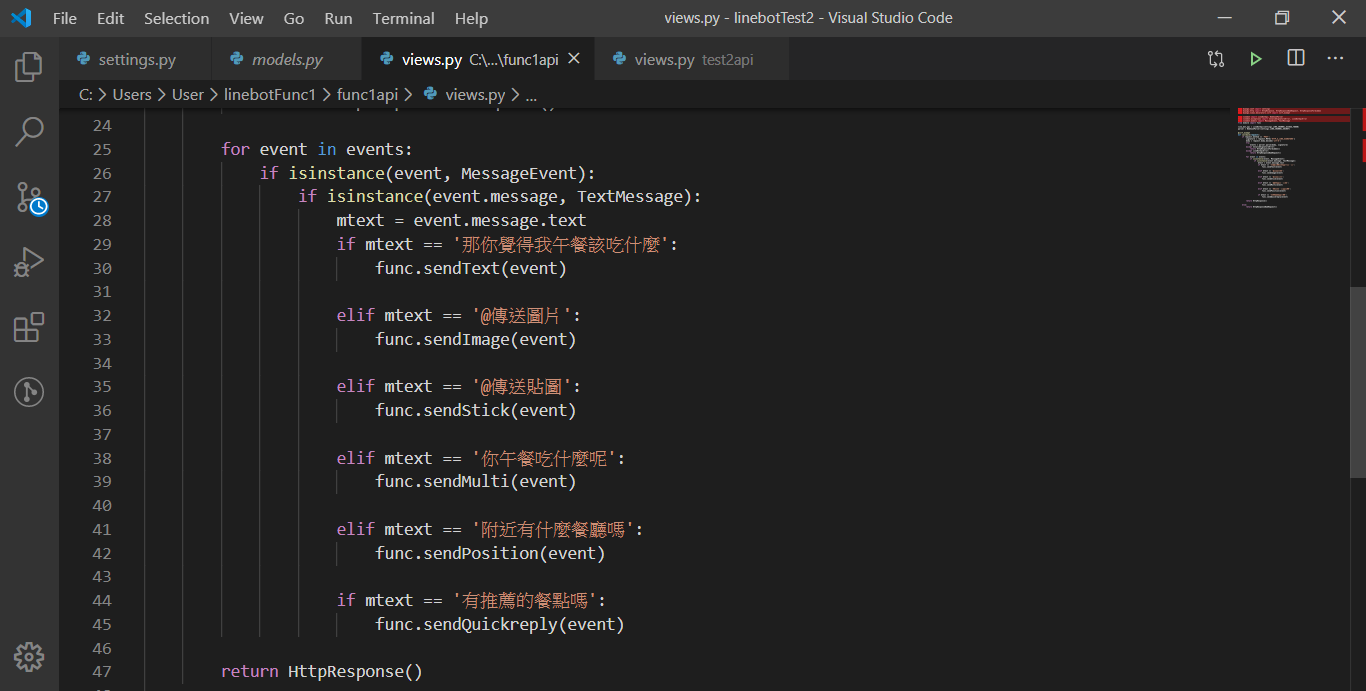 File Edit Selection View Go Run Terminal Help views.py - linebotTest2 - Visual Studio Code
settings.py models.py views.py C:\...\func1api views.py test2api
C: > Users > User > linebotFunc1 > func1api > views.py > ...
24
25 for event in events:
26 if isinstance(event, MessageEvent):
27 if isinstance(event.message, TextMessage):
28 mtext = event.message.text
29 if mtext == '那你覺得我午餐該吃什麼':
30 func.sendText(event)
31
32 elif mtext == '@傳送圖片':
33 func.sendImage(event)
34
35 elif mtext == '@傳送貼圖':
36 func.sendStick(event)
37
38 elif mtext == '你午餐吃什麼呢':
39 func.sendMulti(event)
40
41 elif mtext == '附近有什麼餐廳嗎':
42 func.sendPosition(event)
43
44 if mtext == '有推薦的餐點嗎':
45 func.sendQuickreply(event)
46
47 return HttpResponse()